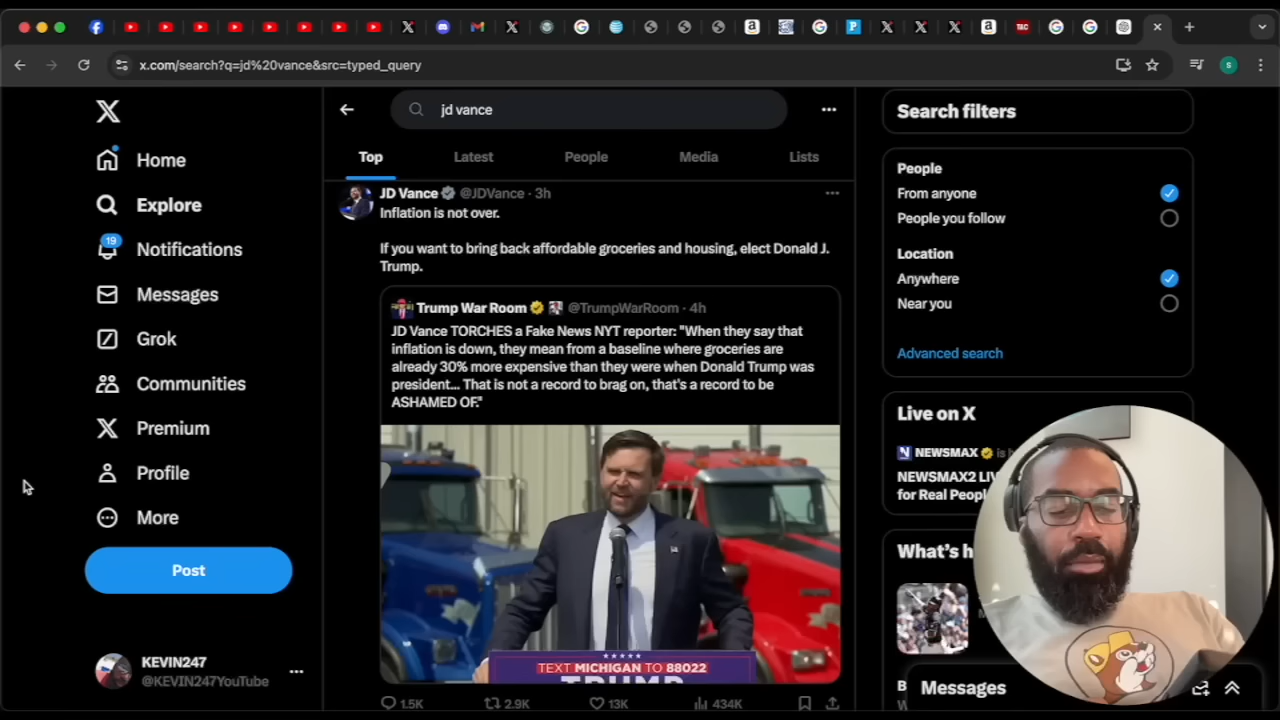 x.com/search?q=jd%20vance&src=typed_query
S
X
Home
Explore
19
Notifications
Messages
Grok
Communities
Premium
Profile
More
Post
KEVIN247
@KEVIN247YouTube
jd vance
Top
Latest
People
Media
Lists
JD Vance @JDVance · 3h
Inflation is not over.
If you want to bring back affordable groceries and housing, elect Donald J.
Trump.
Trump War Room @TrumpWarRoom · 4h
JD Vance TORCHES a Fake News NYT reporter: "When they say that
inflation is down, they mean from a baseline where groceries are
already 30% more expensive than they were when Donald Trump was
president... That is not a record to brag on, that's a record to be
ASHAMED OF."
TEXT MICHIGAN TO 88022
TRUMP
1.5K
2.9K
13K
434K
Search filters
People
From anyone
People you follow
Location
Anywhere
Near you
Advanced search
Live on X
NEWSMAX is
NEWSMAX2 LIV
for Real Peopl
What's h
Messages